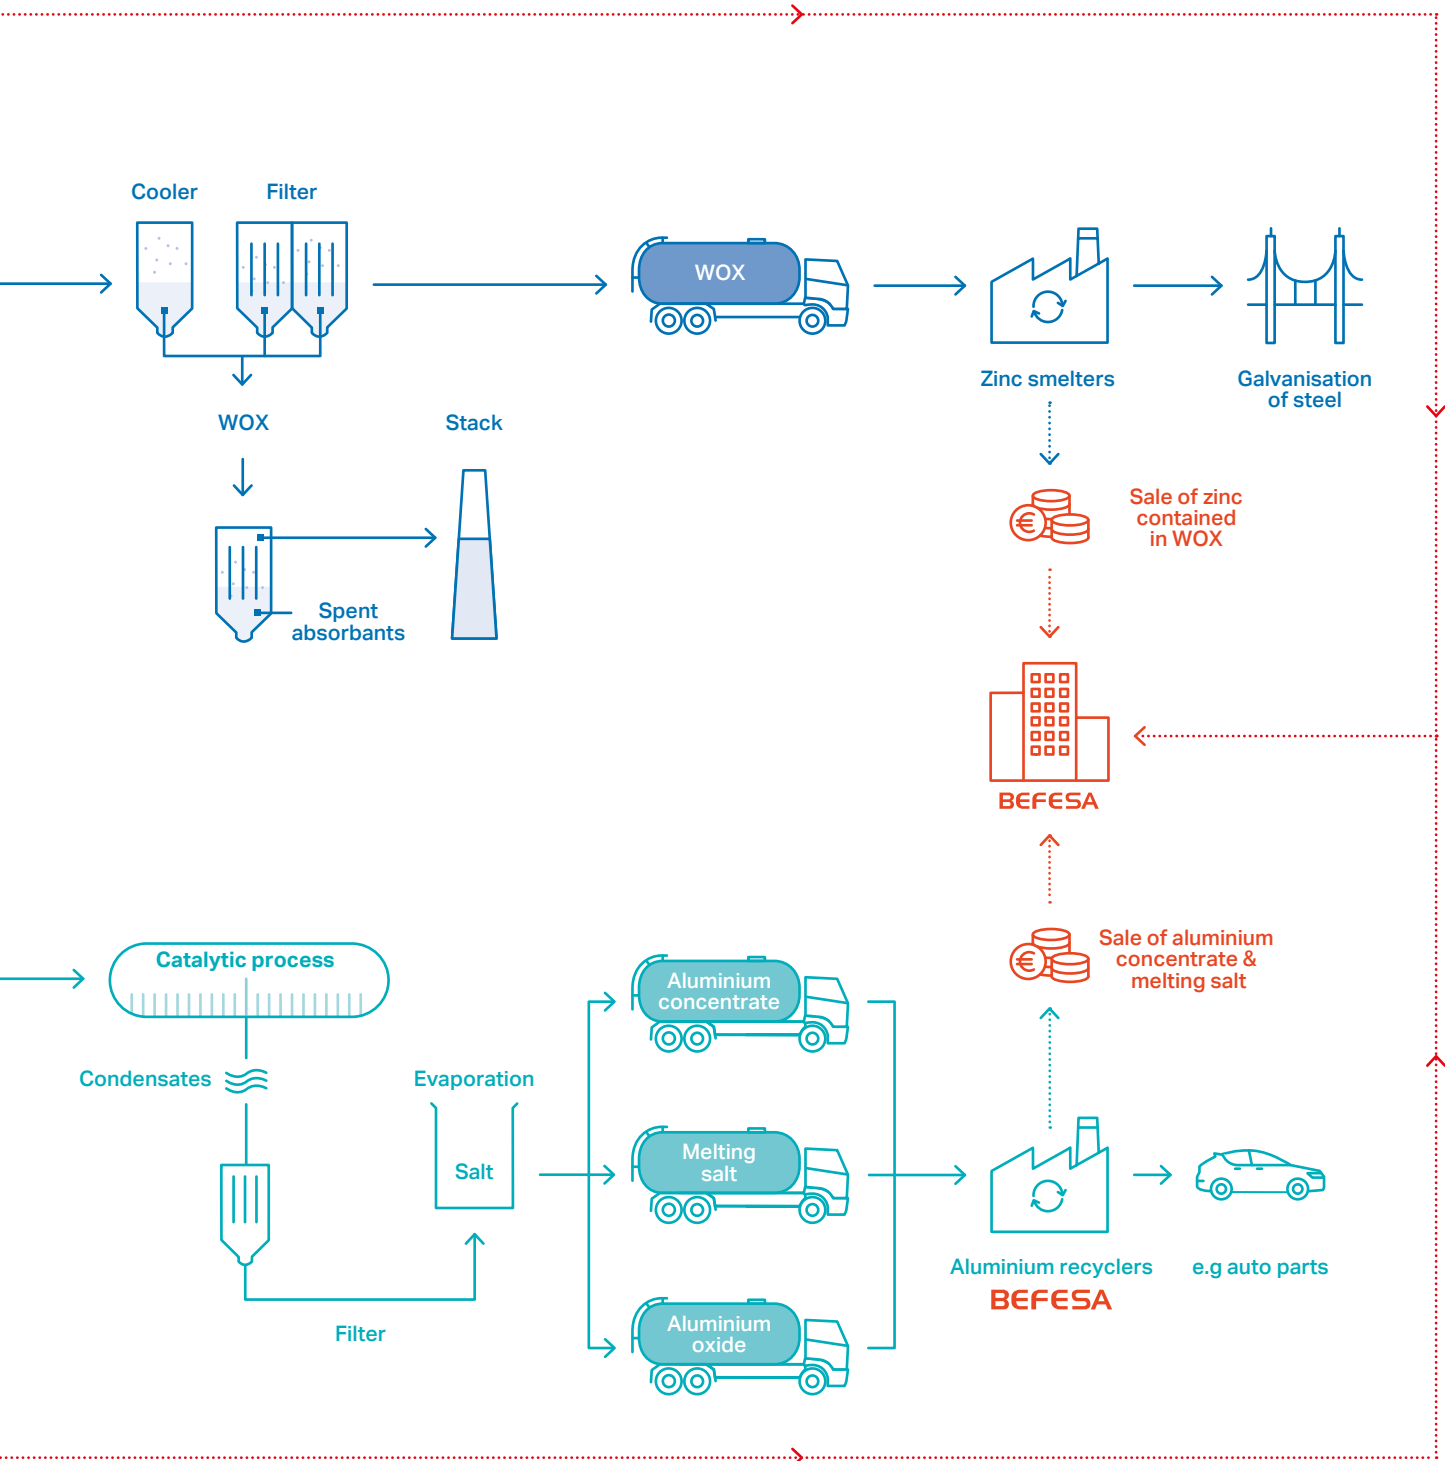 Cooler
Filter
WOX
Zinc smelters
Galvanisation
of steel
WOX
Stack
Sale of zinc
contained
in WOX
Spent
absorbants
BEFESA
Catalytic process
Aluminium
concentrate
Sale of aluminium
concentrate &
melting salt
Condensates
Evaporation
Salt
Melting
salt
Aluminium recyclers
BEFESA
e.g auto parts
Filter
Aluminium
oxide